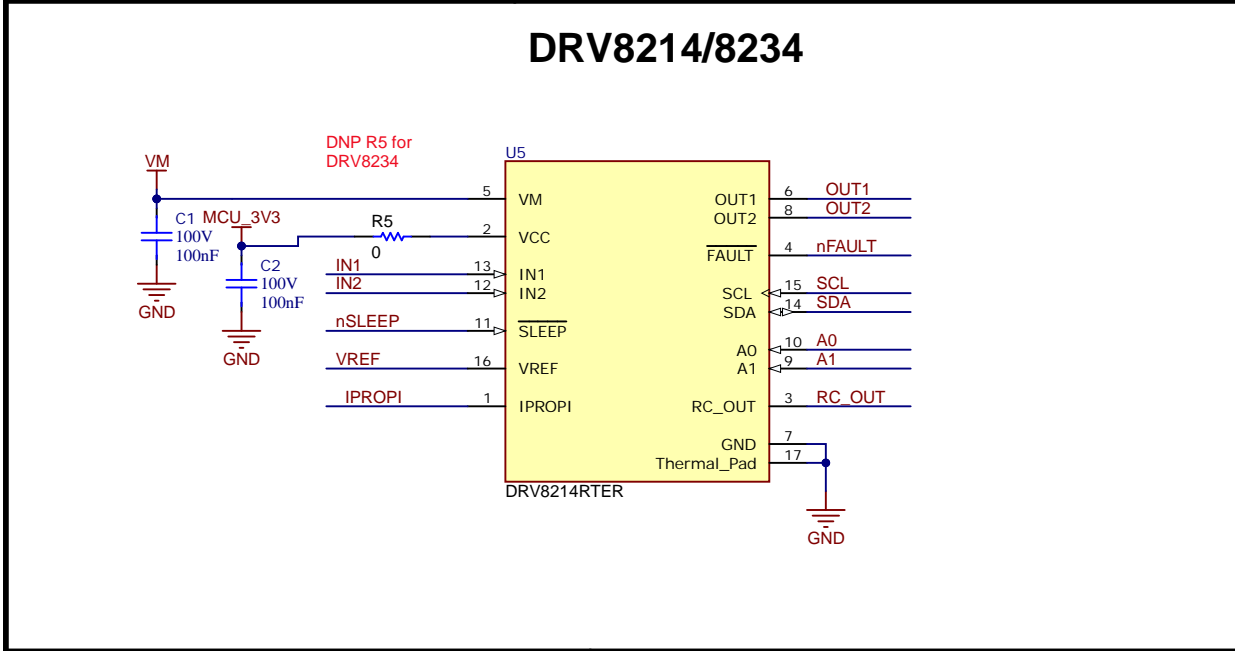 DRV8214/8234
DNP R5 for
DRV8234
U5
VM
5 VM OUT1 6 OUT1
OUT2 8 OUT2
C1 MCU_3V3
100V
100nF
R5
0
2 VCC
FAULT 4 nFAULT
C2
100V
100nF
IN1 13 IN1
IN2 12 IN2
SCL 15 SCL
SDA 14 SDA
GND
nSLEEP 11 SLEEP
A0 10 A0
A1 9 A1
GND
VREF 16 VREF
IPROPI 1 IPROPI RC_OUT 3 RC_OUT
GND 7
Thermal_Pad 17
DRV8214RTER
GND